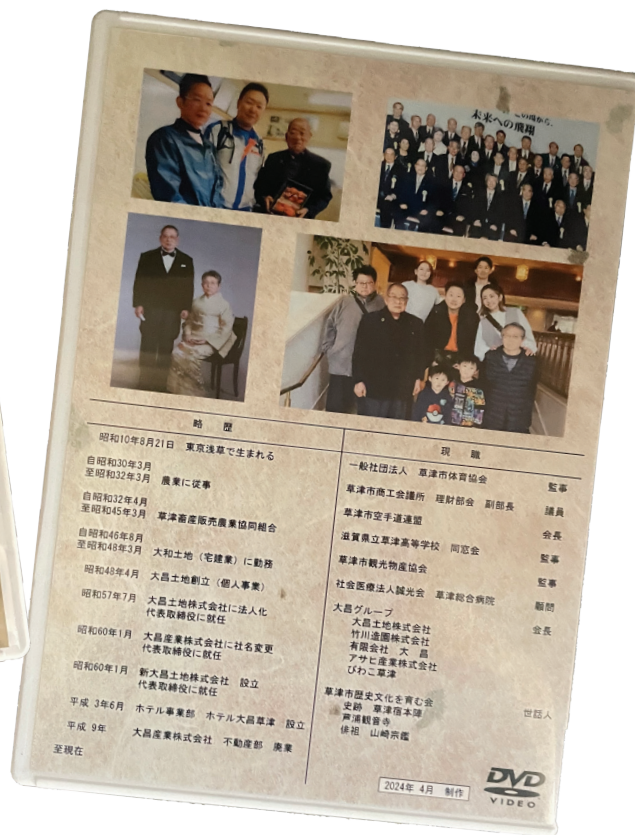 この場から、
未来への飛翔
略 歴
昭和10年8月21日 東京浅草で生まれる
自昭和30年3月
至昭和32年3月 農業に従事
自昭和32年4月
至昭和45年3月 草津畜産販売農業協同組合
自昭和46年8月
至昭和48年3月 大和土地(宅建業)に勤務
昭和48年4月 大昌土地創立(個人事業)
昭和57年7月 大昌土地株式会社に法人化
代表取締役に就任
昭和60年1月 大昌産業株式会社に社名変更
代表取締役に就任
昭和60年1月 新大昌土地株式会社 設立
代表取締役に就任
平成 3年6月 ホテル事業部 ホテル大昌草津 設立
平成 9年 大昌産業株式会社 不動産部 廃業
至現在
現 職
一般社団法人 草津市体育協会 監事
草津市商工会議所 理財部会 副部長 議員
草津市空手道連盟 会長
滋賀県立草津高等学校 同窓会 監事
草津市観光物産協会 監事
社会医療法人誠光会 草津総合病院 顧問
大昌グループ 会長
大昌土地株式会社
竹川造園株式会社
有限会社 大 昌
アサヒ産業株式会社
びわこ草津
草津市歴史文化を育む会 世話人
史跡 草津宿本陣
芦浦観音寺
俳祖 山崎宗鑑
2024年 4月 制作
DVD
VIDEO